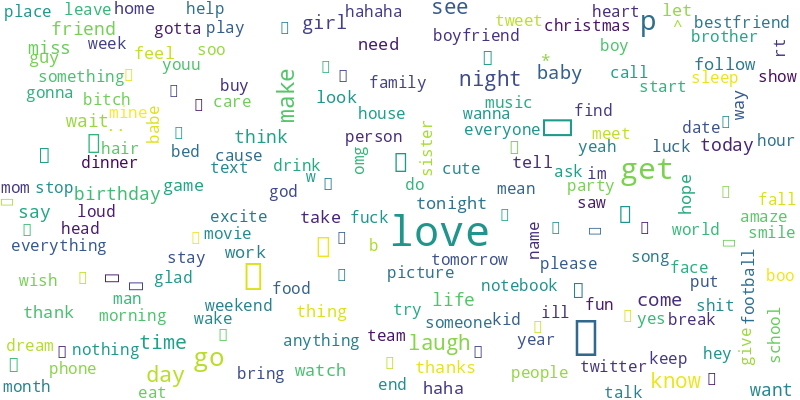 place leave home help hahaha see heart let
friend gotta play girl tweet christmas p ^ bestfriend
miss week boyfriend boy brother rt
guy feel soo need
youu night baby call follow
something buy family * sleep show
gonna bitch care make look start
mine music way
wait babe house wanna find
.. think person everyone meet date luck today hour
hair bed cause sister yeah
dinner text drink omg cute tell ask im get
mom stop birthday game god w do mean party hope fall
say loud excite take fuck tonight saw world amaze
head movie love name smile
everything work b
stay tomorrow please song face
wish glad food picture notebook put boo
man weekend life come shit football
thank morning thing try ill fun
wake someone kid yes break
dream nothing time anything team laugh year hey give school
phone go thanks twitter keep
day bring watch people know
month end haha talk want
eat